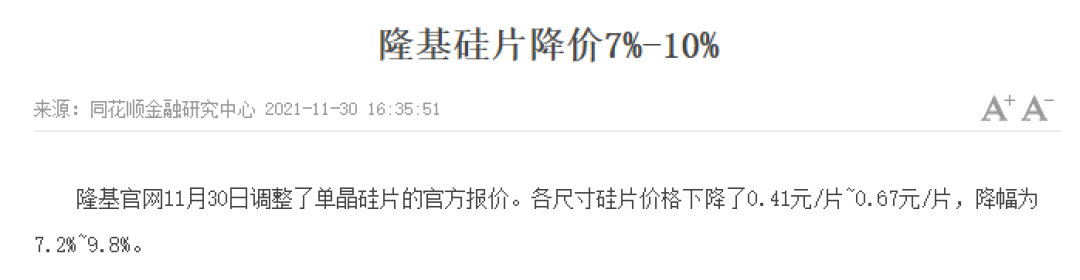 隆基硅片降价7%-10%
来源：同花顺金融研究中心 2021-11-30 16:35:51
A+ A-
隆基官网11月30日调整了单晶硅片的官方报价。各尺寸硅片价格下降了0.41元/片~0.67元/片，降幅为
7.2%~9.8%。